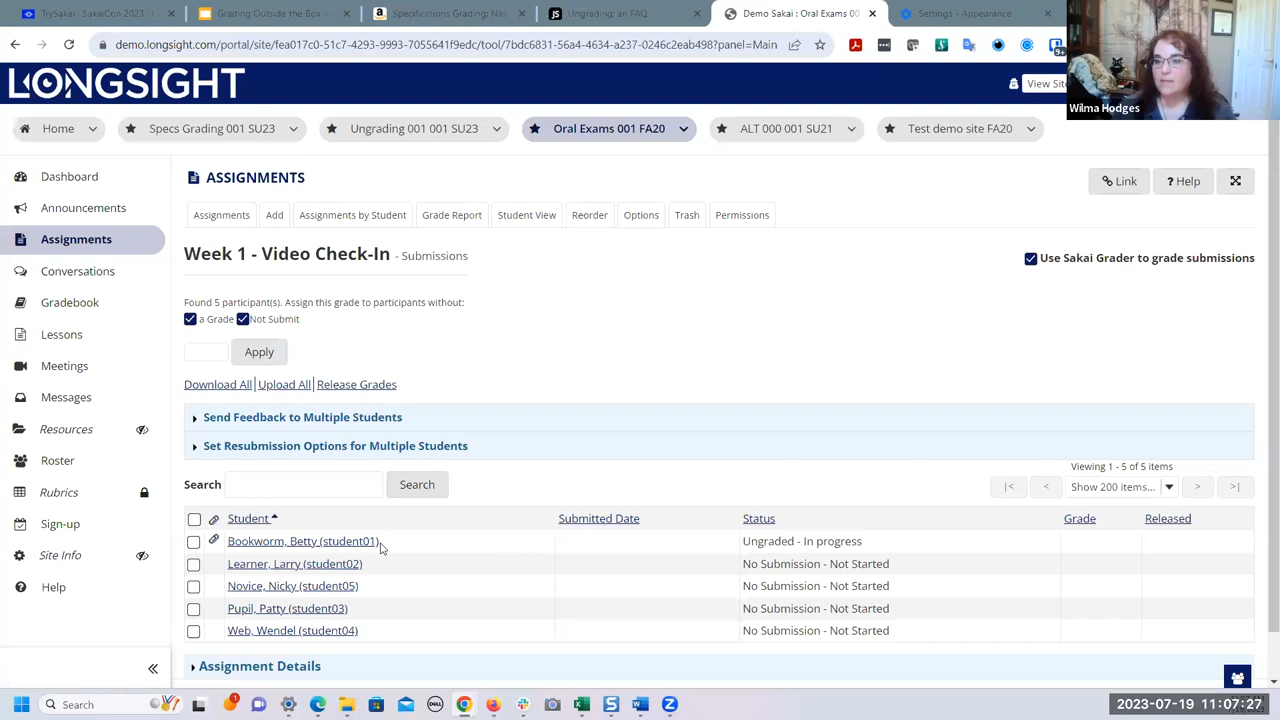 TrySakai - SakaiCon 2023 |
Grading Outside the Box -
Specifications Grading: Nils
Ungrading: an FAQ
Demo Sakai : Oral Exams 00
Settings - Appearance
demo.longsight.com/portal/site/fea017c0-51c7-4281-9993-7055641f9edc/tool/7bdc6831-56a4-4621-a237-0246c2eab498?panel=Main
LONGSIGHT
View Site
Wilma Hodges
Home
Specs Grading 001 SU23
Ungrading 001 001 SU23
Oral Exams 001 FA20
ALT 000 001 SU21
Test demo site FA20
Dashboard
Announcements
Assignments
Conversations
Gradebook
Lessons
Meetings
Messages
Resources
Roster
Rubrics
Sign-up
Site Info
Help
ASSIGNMENTS
Link
? Help
Assignments Add Assignments by Student Grade Report Student View Reorder Options Trash Permissions
Week 1 - Video Check-In - Submissions
Use Sakai Grader to grade submissions
Found 5 participant(s). Assign this grade to participants without:
a Grade Not Submit
Apply
Download All | Upload All | Release Grades
Send Feedback to Multiple Students
Set Resubmission Options for Multiple Students
Viewing 1 - 5 of 5 items
Search Search
|< < Show 200 items... > >|
Student Submitted Date Status Grade Released
Bookworm, Betty (student01) Ungraded - In progress
Learner, Larry (student02) No Submission - Not Started
Novice, Nicky (student05) No Submission - Not Started
Pupil, Patty (student03) No Submission - Not Started
Web, Wendel (student04) No Submission - Not Started
Assignment Details
Search
2023-07-19 11:07:27